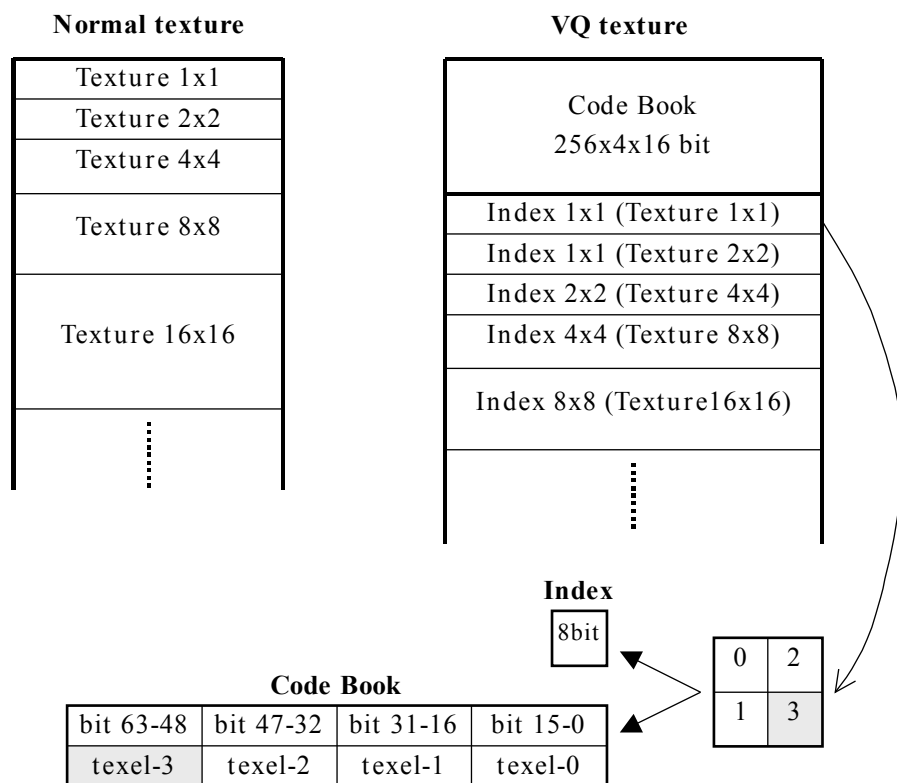 Normal texture
Texture 1x1
Texture 2x2
Texture 4x4
Texture 8x8
Texture 16x16
VQ texture
Code Book
256x4x16 bit
Index 1x1 (Texture 1x1)
Index 1x1 (Texture 2x2)
Index 2x2 (Texture 4x4)
Index 4x4 (Texture 8x8)
Index 8x8 (Texture16x16)
Index
8bit
0 2
1 3
Code Book
bit 63-48 bit 47-32 bit 31-16 bit 15-0
texel-3 texel-2 texel-1 texel-0